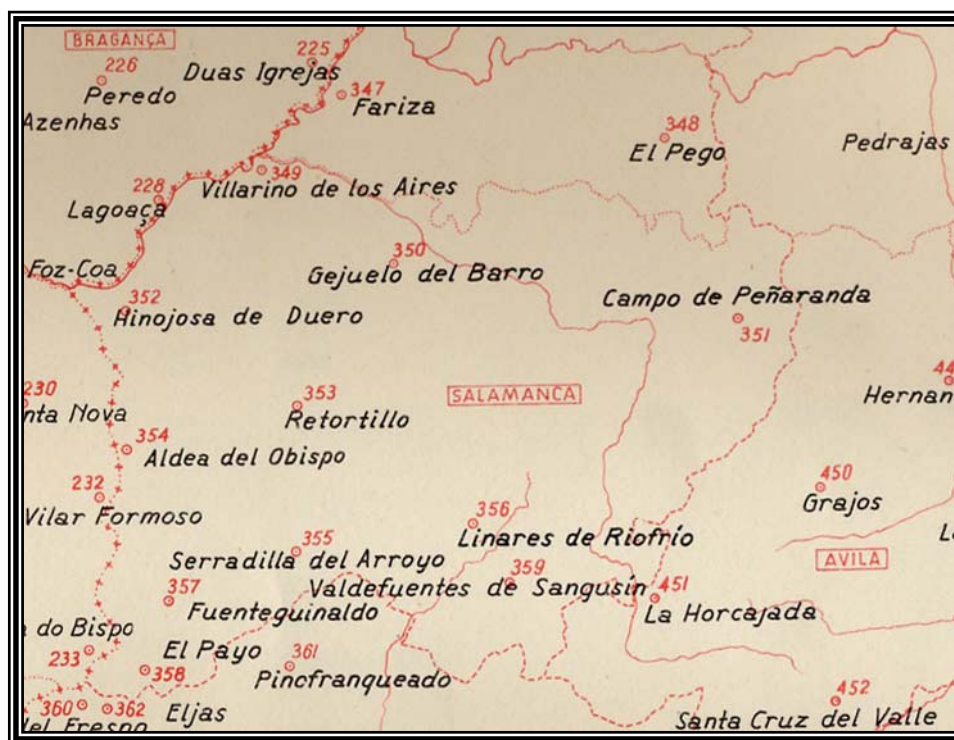 BRAGANÇA
226
Peredo
225
Duas Igrejas
347
Fariza
Azenhas
348
El Pego
Pedrajas
349
Villarino de los Aires
228
Lagoaça
350
Gejuelo del Barro
Foz-Coa
352
Hinojosa de Duero
Campo de Peñaranda
351
230
nta Nova
353
Retortillo
SALAMANCA
44
Hernan
354
Aldea del Obispo
232
Vilar Formoso
450
Grajos
356
Linares de Riofrío
355
Serradilla del Arroyo
AVILA
359
Valdefuentes de Sangusín
357
Fuenteguinaldo
451
La Horcajada
do Bispo
233
El Payo
358
361
Pinofranqueado
360
362
Eljas
del Fresno
452
Santa Cruz del Valle